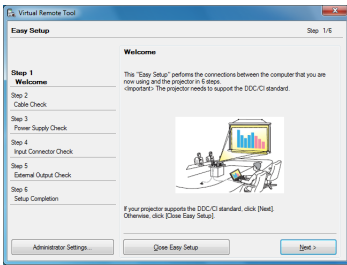 Virtual Remote Tool
Easy Setup
Step 1/6
Welcome
Step 1
Welcome
Step 2
Cable Check
Step 3
Power Supply Check
Step 4
Input Connector Check
Step 5
External Output Check
Step 6
Setup Completion
This "Easy Setup" performs the connections between the computer that you are
now using and the projector in 6 steps.
<Important> The projector needs to support the DDC/CI standard.
If your projector supports the DDC/CI standard, click [Next].
Otherwise, click [Close Easy Setup].
Administrator Settings...
Close Easy Setup
Next >